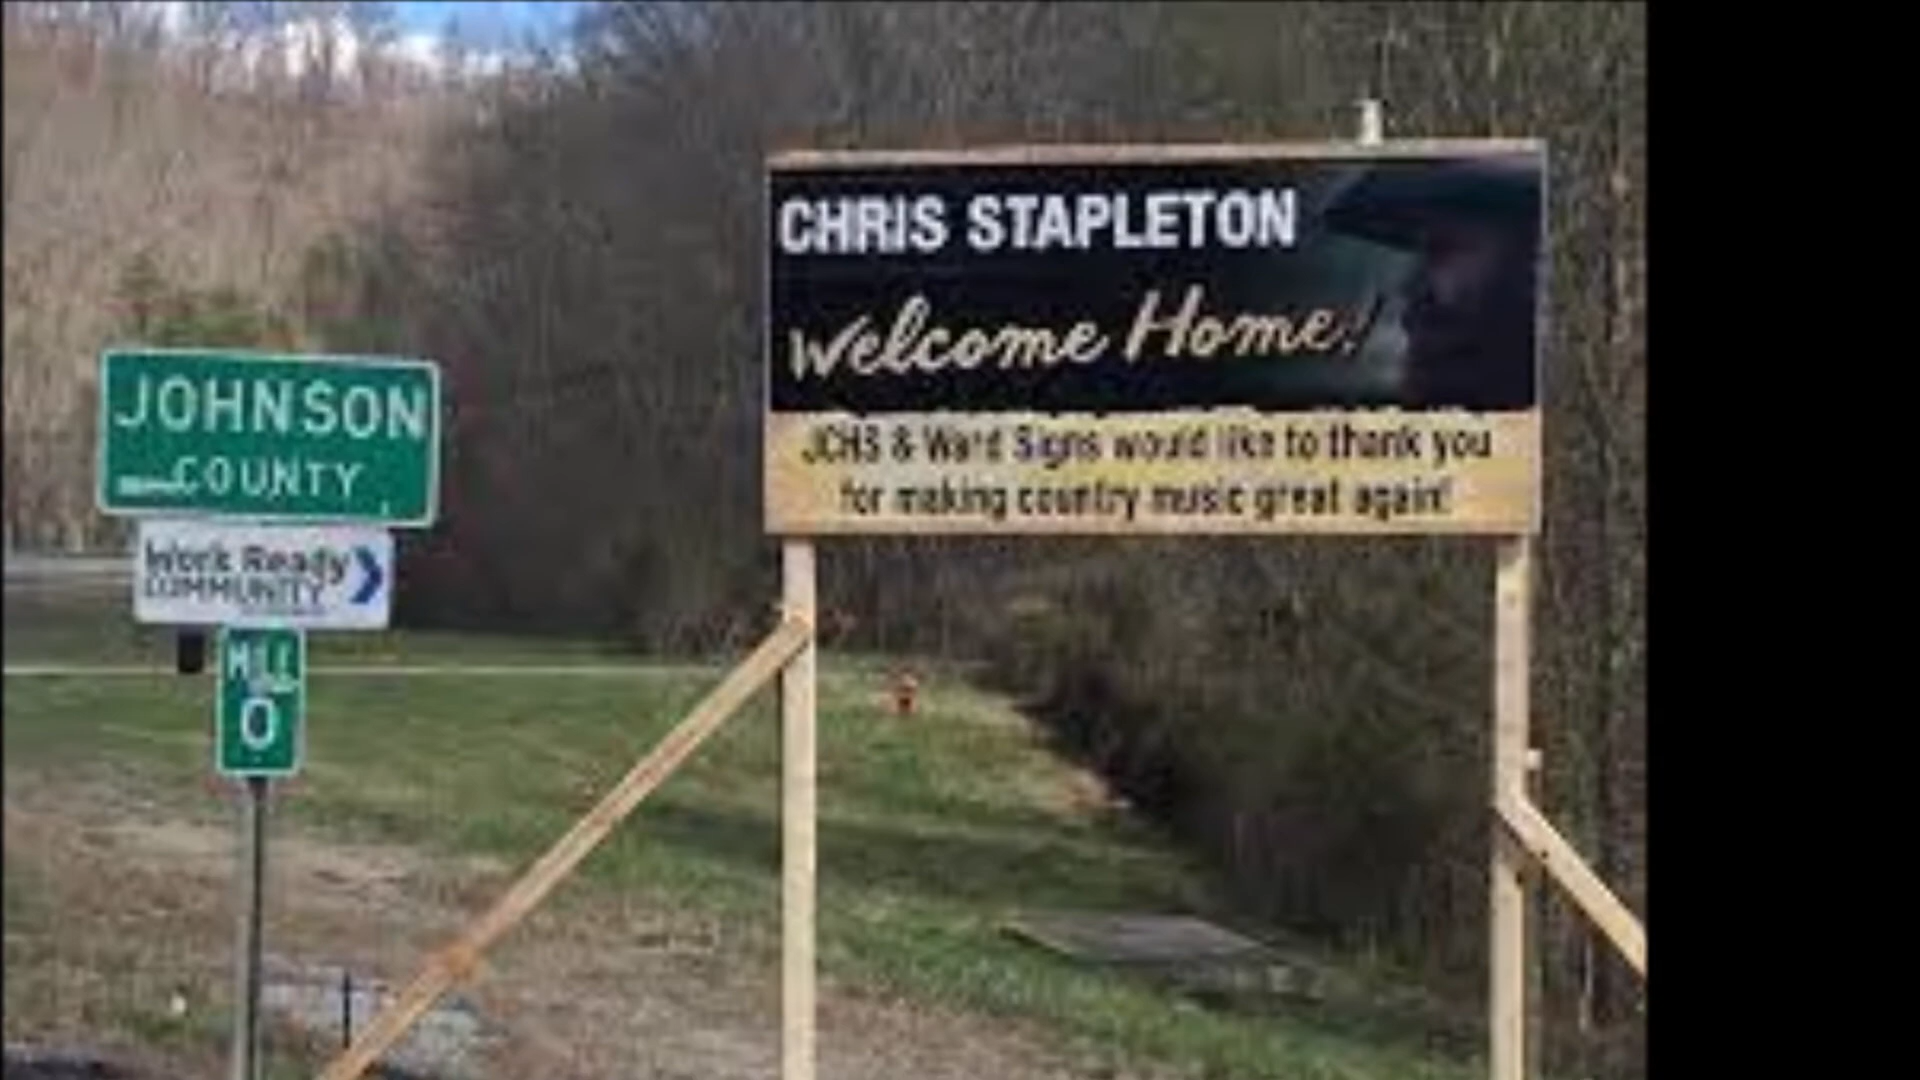 JOHNSON
COUNTY
Work Ready
COMMUNITY
MILE
0
CHRIS STAPLETON
Welcome Home!
JCHS & Ward Signs would like to thank you
for making country music great again!